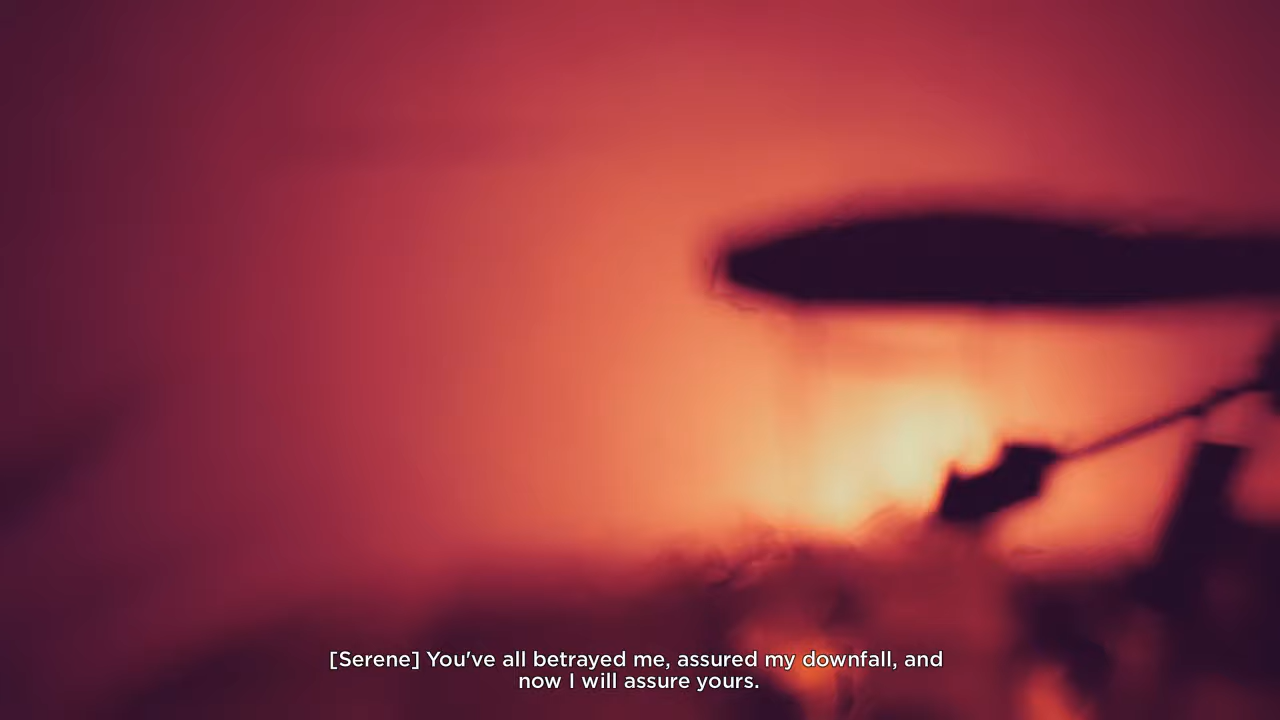 [Serene] You've all betrayed me, assured my downfall, and
now I will assure yours.